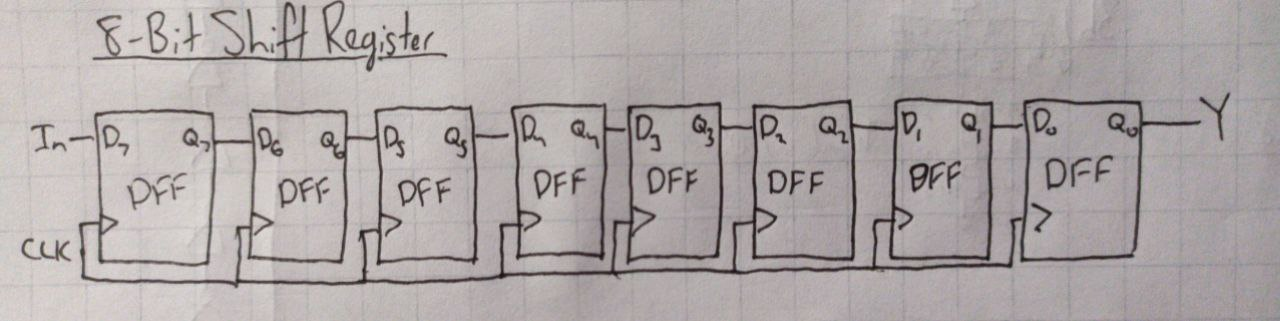 8-Bit Shift Register
In D₇ Q₇ D₆ Q₆ D₅ Q₅ D₄ Q₄ D₃ Q₃ D₂ Q₂ D₁ Q₁ D₀ Q₀ Y
DFF DFF DFF DFF DFF DFF DFF DFF
CLK